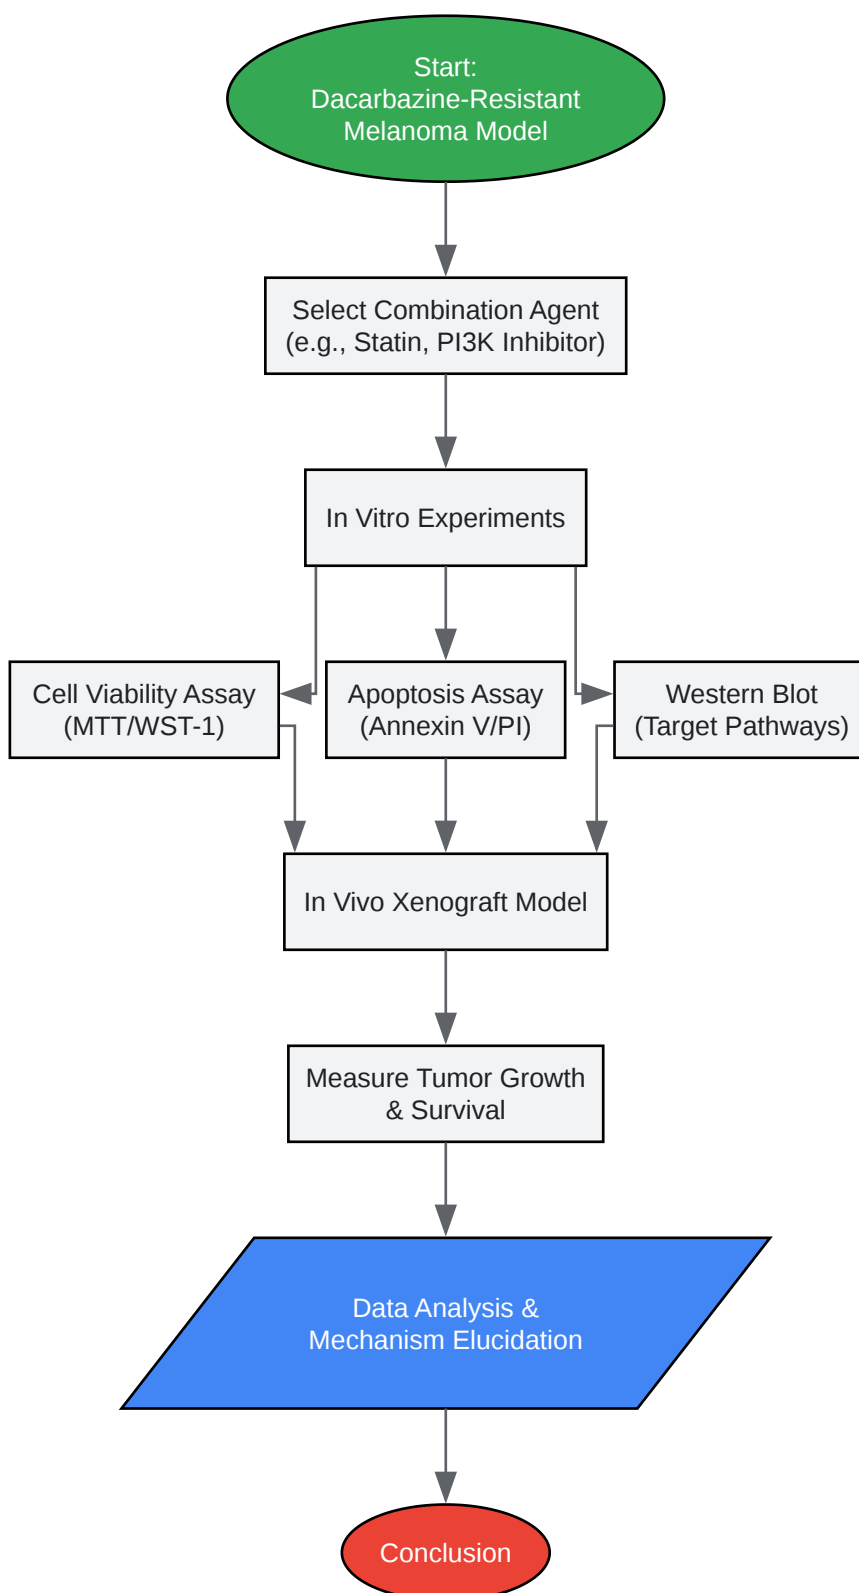 Start:
Dacarbazine-Resistant
Melanoma Model
Select Combination Agent
(e.g., Statin, PI3K Inhibitor)
In Vitro Experiments
Cell Viability Assay
(MTT/WST-1)
Apoptosis Assay
(Annexin V/PI)
Western Blot
(Target Pathways)
In Vivo Xenograft Model
Measure Tumor Growth
& Survival
Data Analysis &
Mechanism Elucidation
Conclusion